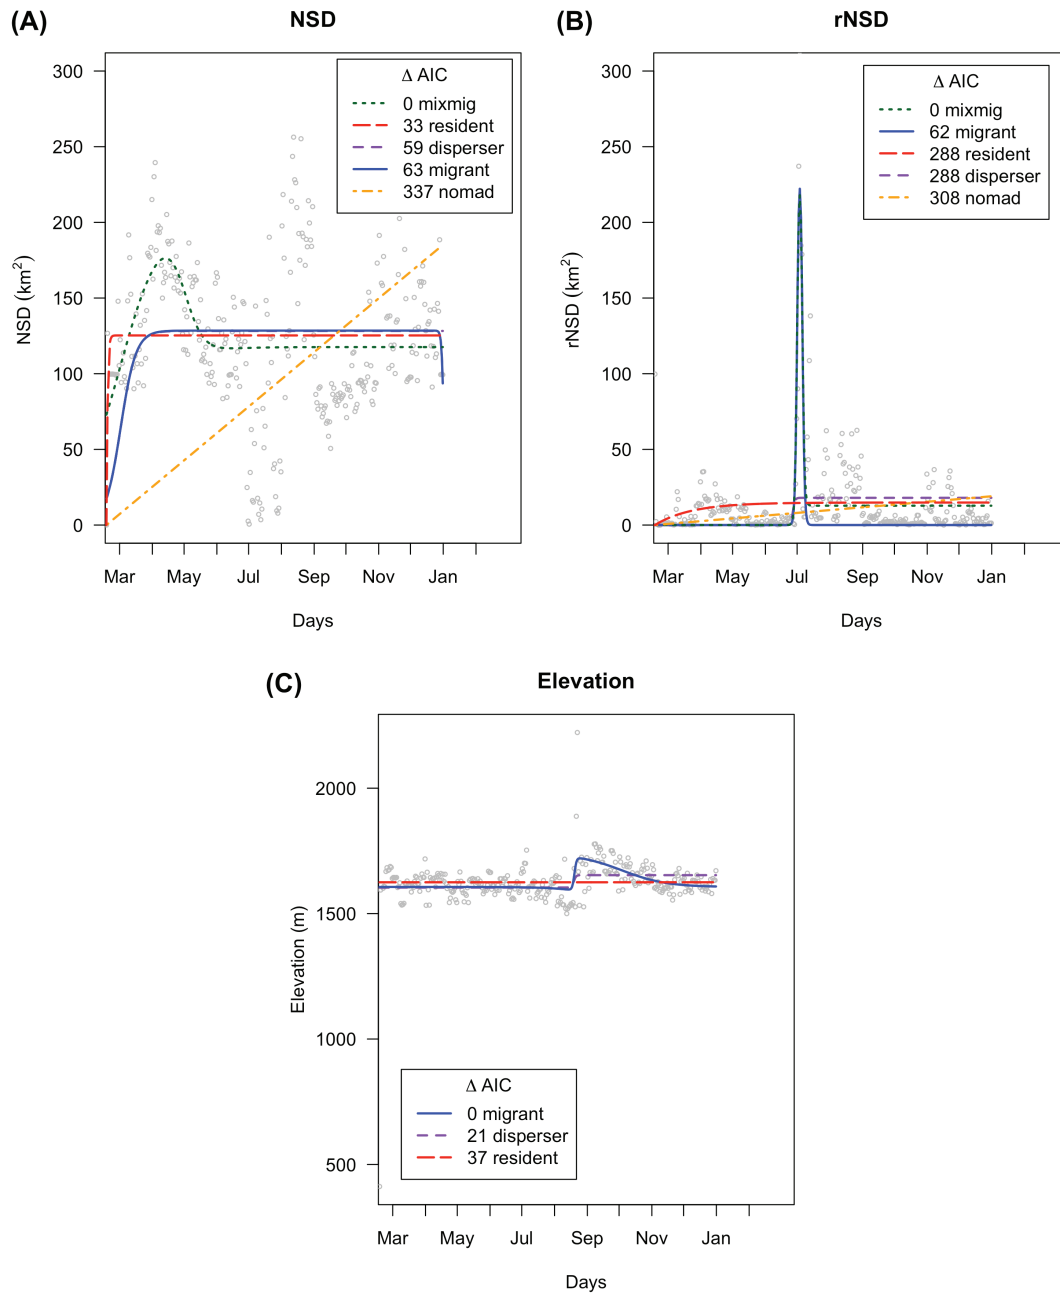 (A)
NSD
300
250
200
150
100
50
0
NSD (km²)
Δ AIC
0 mixmig
33 resident
59 disperser
63 migrant
337 nomad
Mar May Jul Sep Nov Jan
Days
(B)
rNSD
300
250
200
150
100
50
0
rNSD (km²)
Δ AIC
0 mixmig
62 migrant
288 resident
288 disperser
308 nomad
Mar May Jul Sep Nov Jan
Days
(C)
Elevation
2000
1500
1000
500
Elevation (m)
Δ AIC
0 migrant
21 disperser
37 resident
Mar May Jul Sep Nov Jan
Days